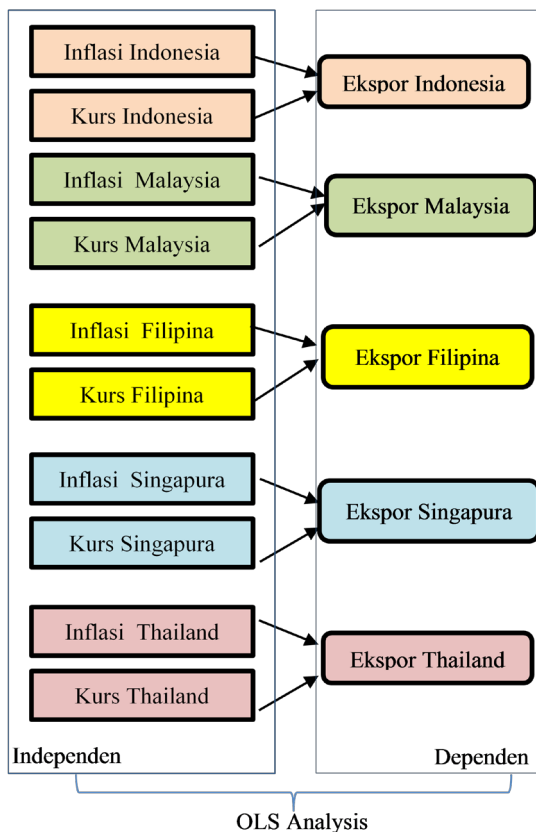 Inflasi Indonesia
Kurs Indonesia
Ekspor Indonesia
Inflasi Malaysia
Kurs Malaysia
Ekspor Malaysia
Inflasi Filipina
Kurs Filipina
Ekspor Filipina
Inflasi Singapura
Kurs Singapura
Ekspor Singapura
Inflasi Thailand
Kurs Thailand
Ekspor Thailand
Independen
Dependen
OLS Analysis